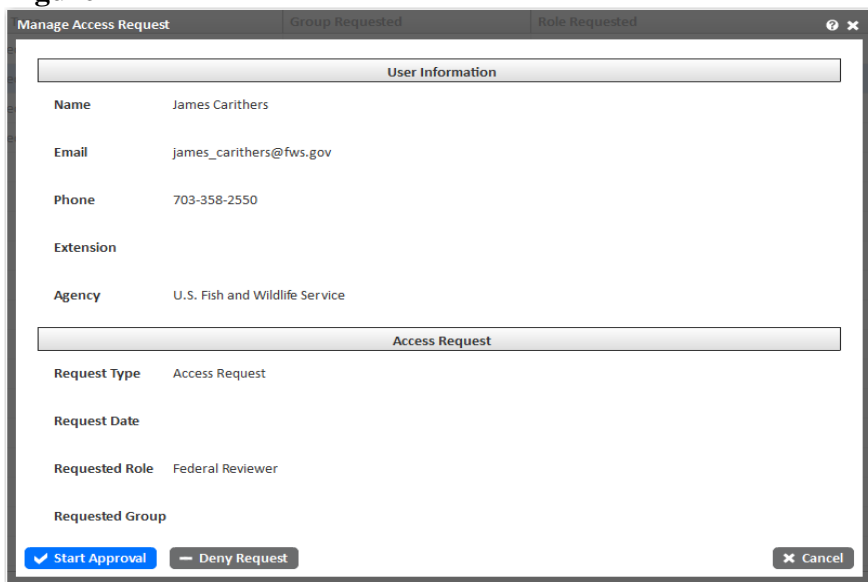 Manage Access Request
Group Requested
Role Requested
User Information
Name James Carithers
Email james_carithers@fws.gov
Phone 703-358-2550
Extension
Agency U.S. Fish and Wildlife Service
Access Request
Request Type Access Request
Request Date
Requested Role Federal Reviewer
Requested Group
Start Approval Deny Request Cancel